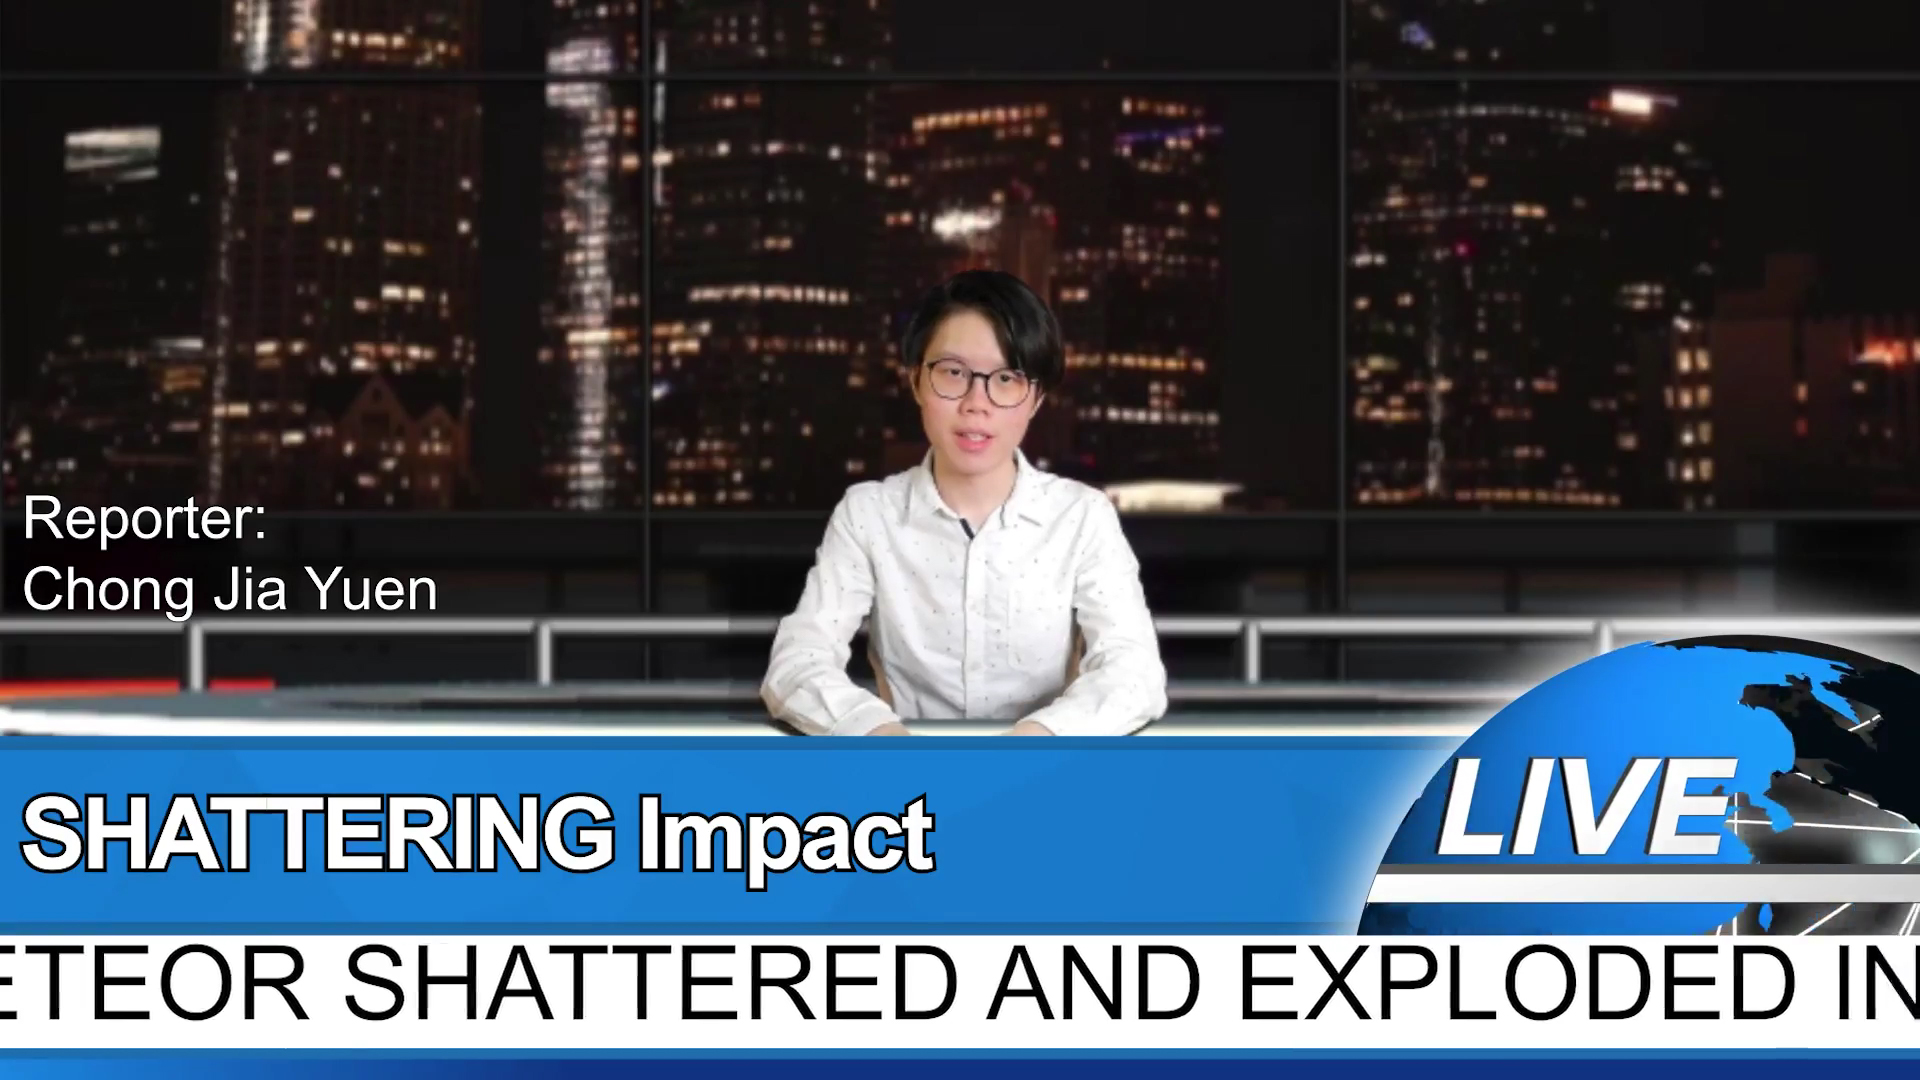 Reporter:
Chong Jia Yuen
SHATTERING Impact
LIVE
ETEOR SHATTERED AND EXPLODED IN